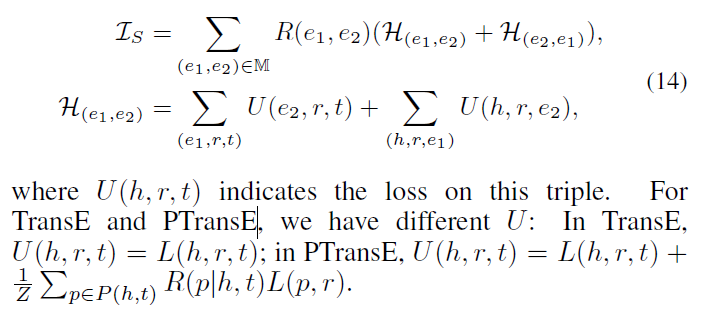 $\mathcal{I}_S = \sum_{(e_1,e_2)\in\mathbb{M}} R(e_1,e_2)(\mathcal{H}_{(e_1,e_2)} + \mathcal{H}_{(e_2,e_1)}),$
$\mathcal{H}_{(e_1,e_2)} = \sum_{(e_1,r,t)} U(e_2,r,t) + \sum_{(h,r,e_1)} U(h,r,e_2),$
(14)
where $U(h,r,t)$ indicates the loss on this triple. For
TransE and PTransE, we have different $U$: In TransE,
$U(h,r,t) = L(h,r,t)$; in PTransE, $U(h,r,t) = L(h,r,t) +$
$\frac{1}{Z}\sum_{p\in P(h,t)} R(p|h,t)L(p,r).$